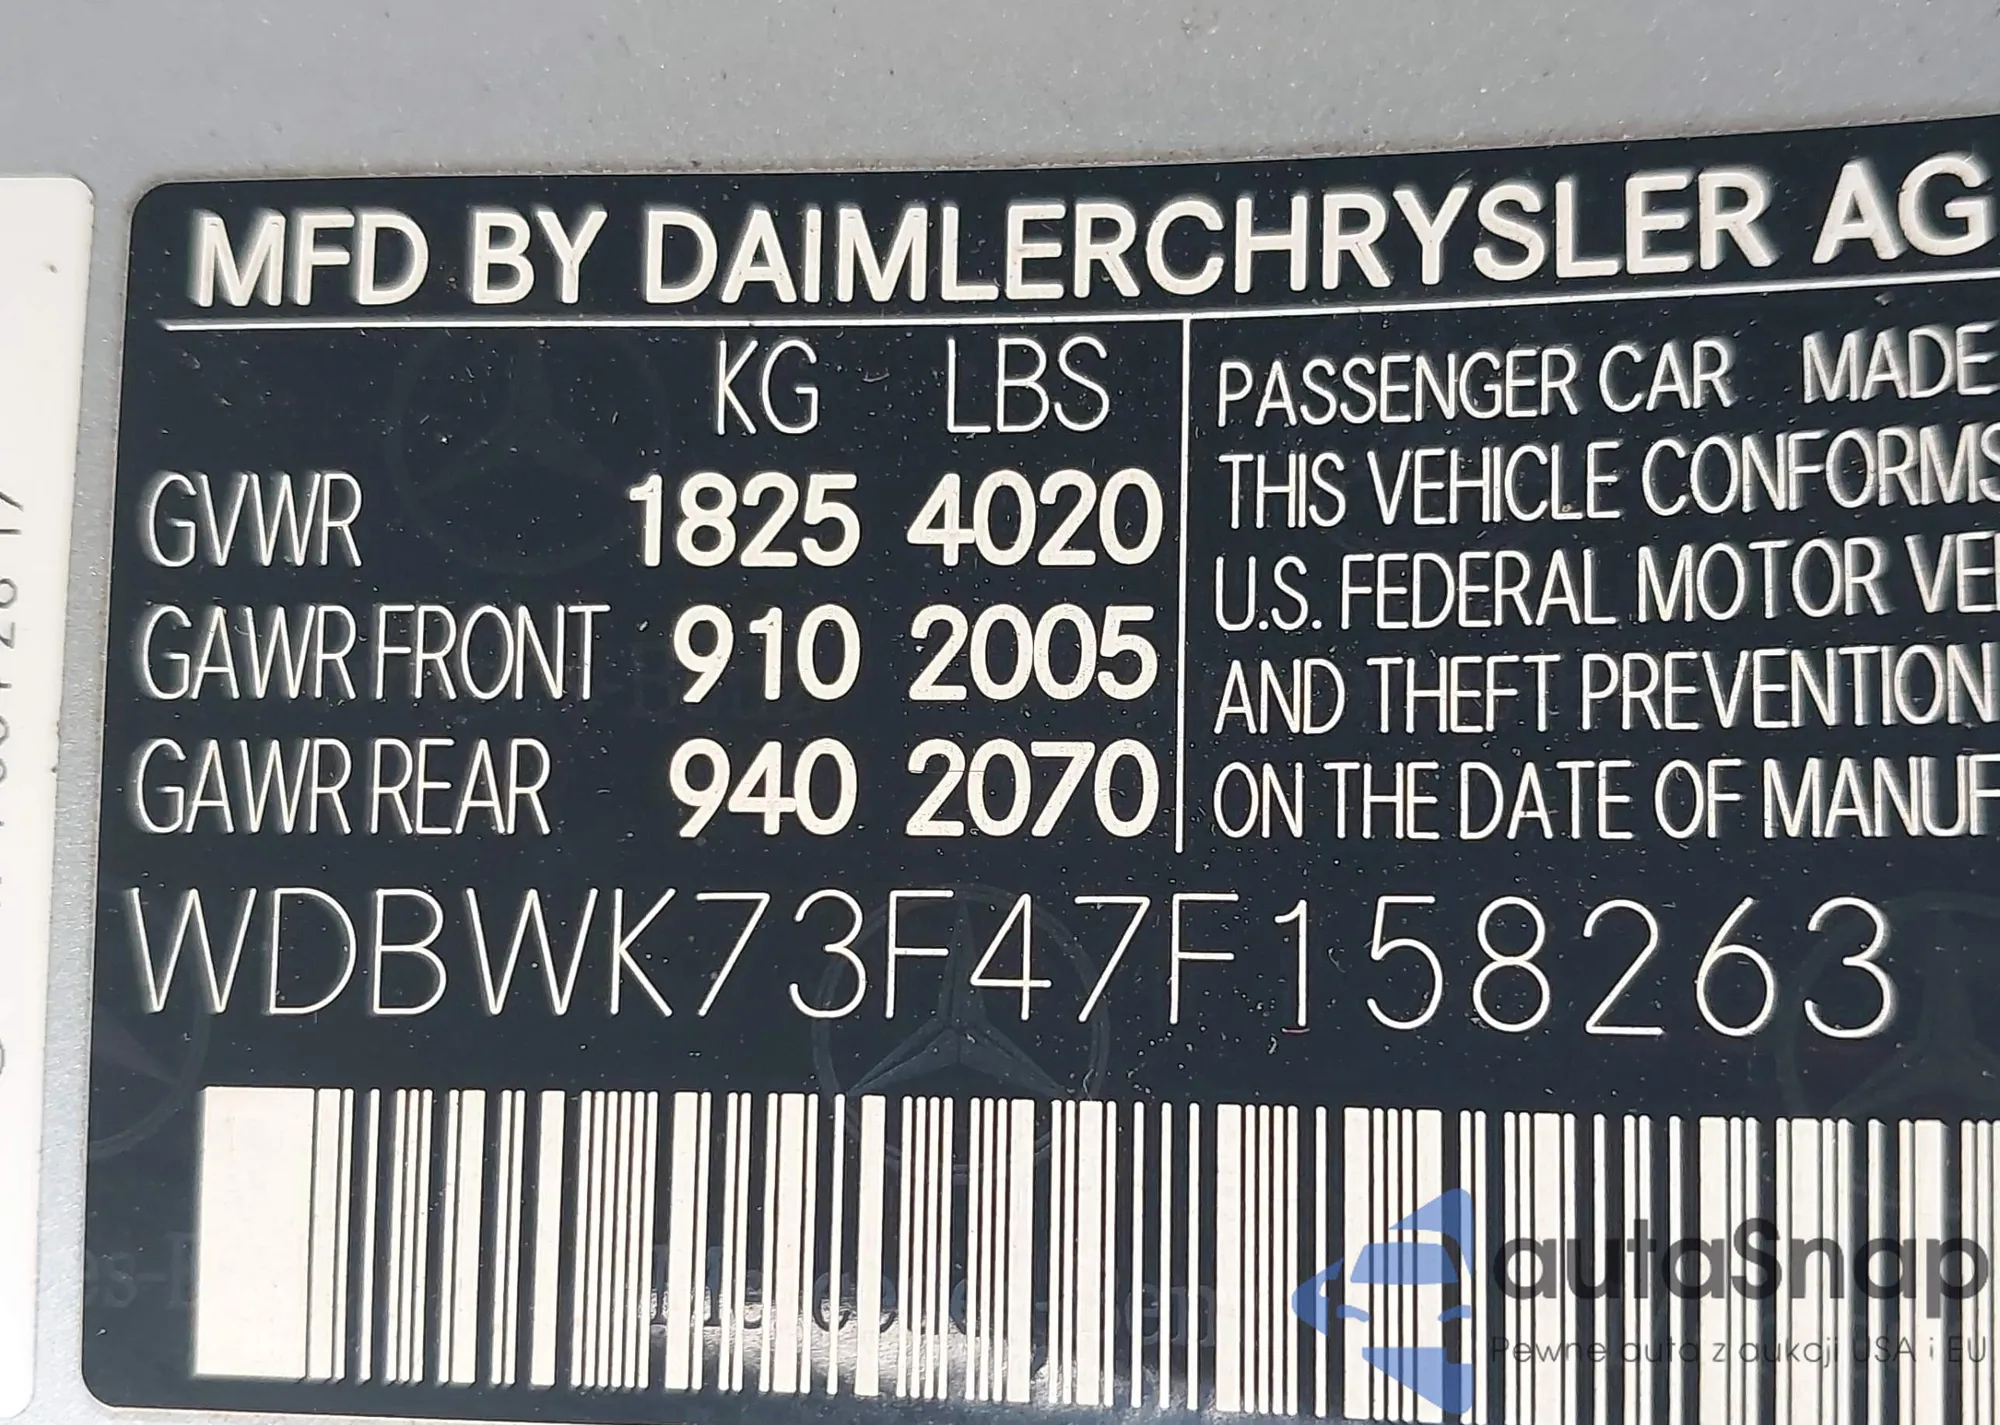 MFD BY DAIMLERCHRYSLER AG
KG LBS
GVWR 1825 4020
GAWR FRONT 910 2005
GAWR REAR 940 2070
PASSENGER CAR MADE
THIS VEHICLE CONFORMS
U.S. FEDERAL MOTOR VE
AND THEFT PREVENTION
ON THE DATE OF MANUF
WDBWK73F47F158263
autaSnap
Pewne auta z aukcji USA i EU